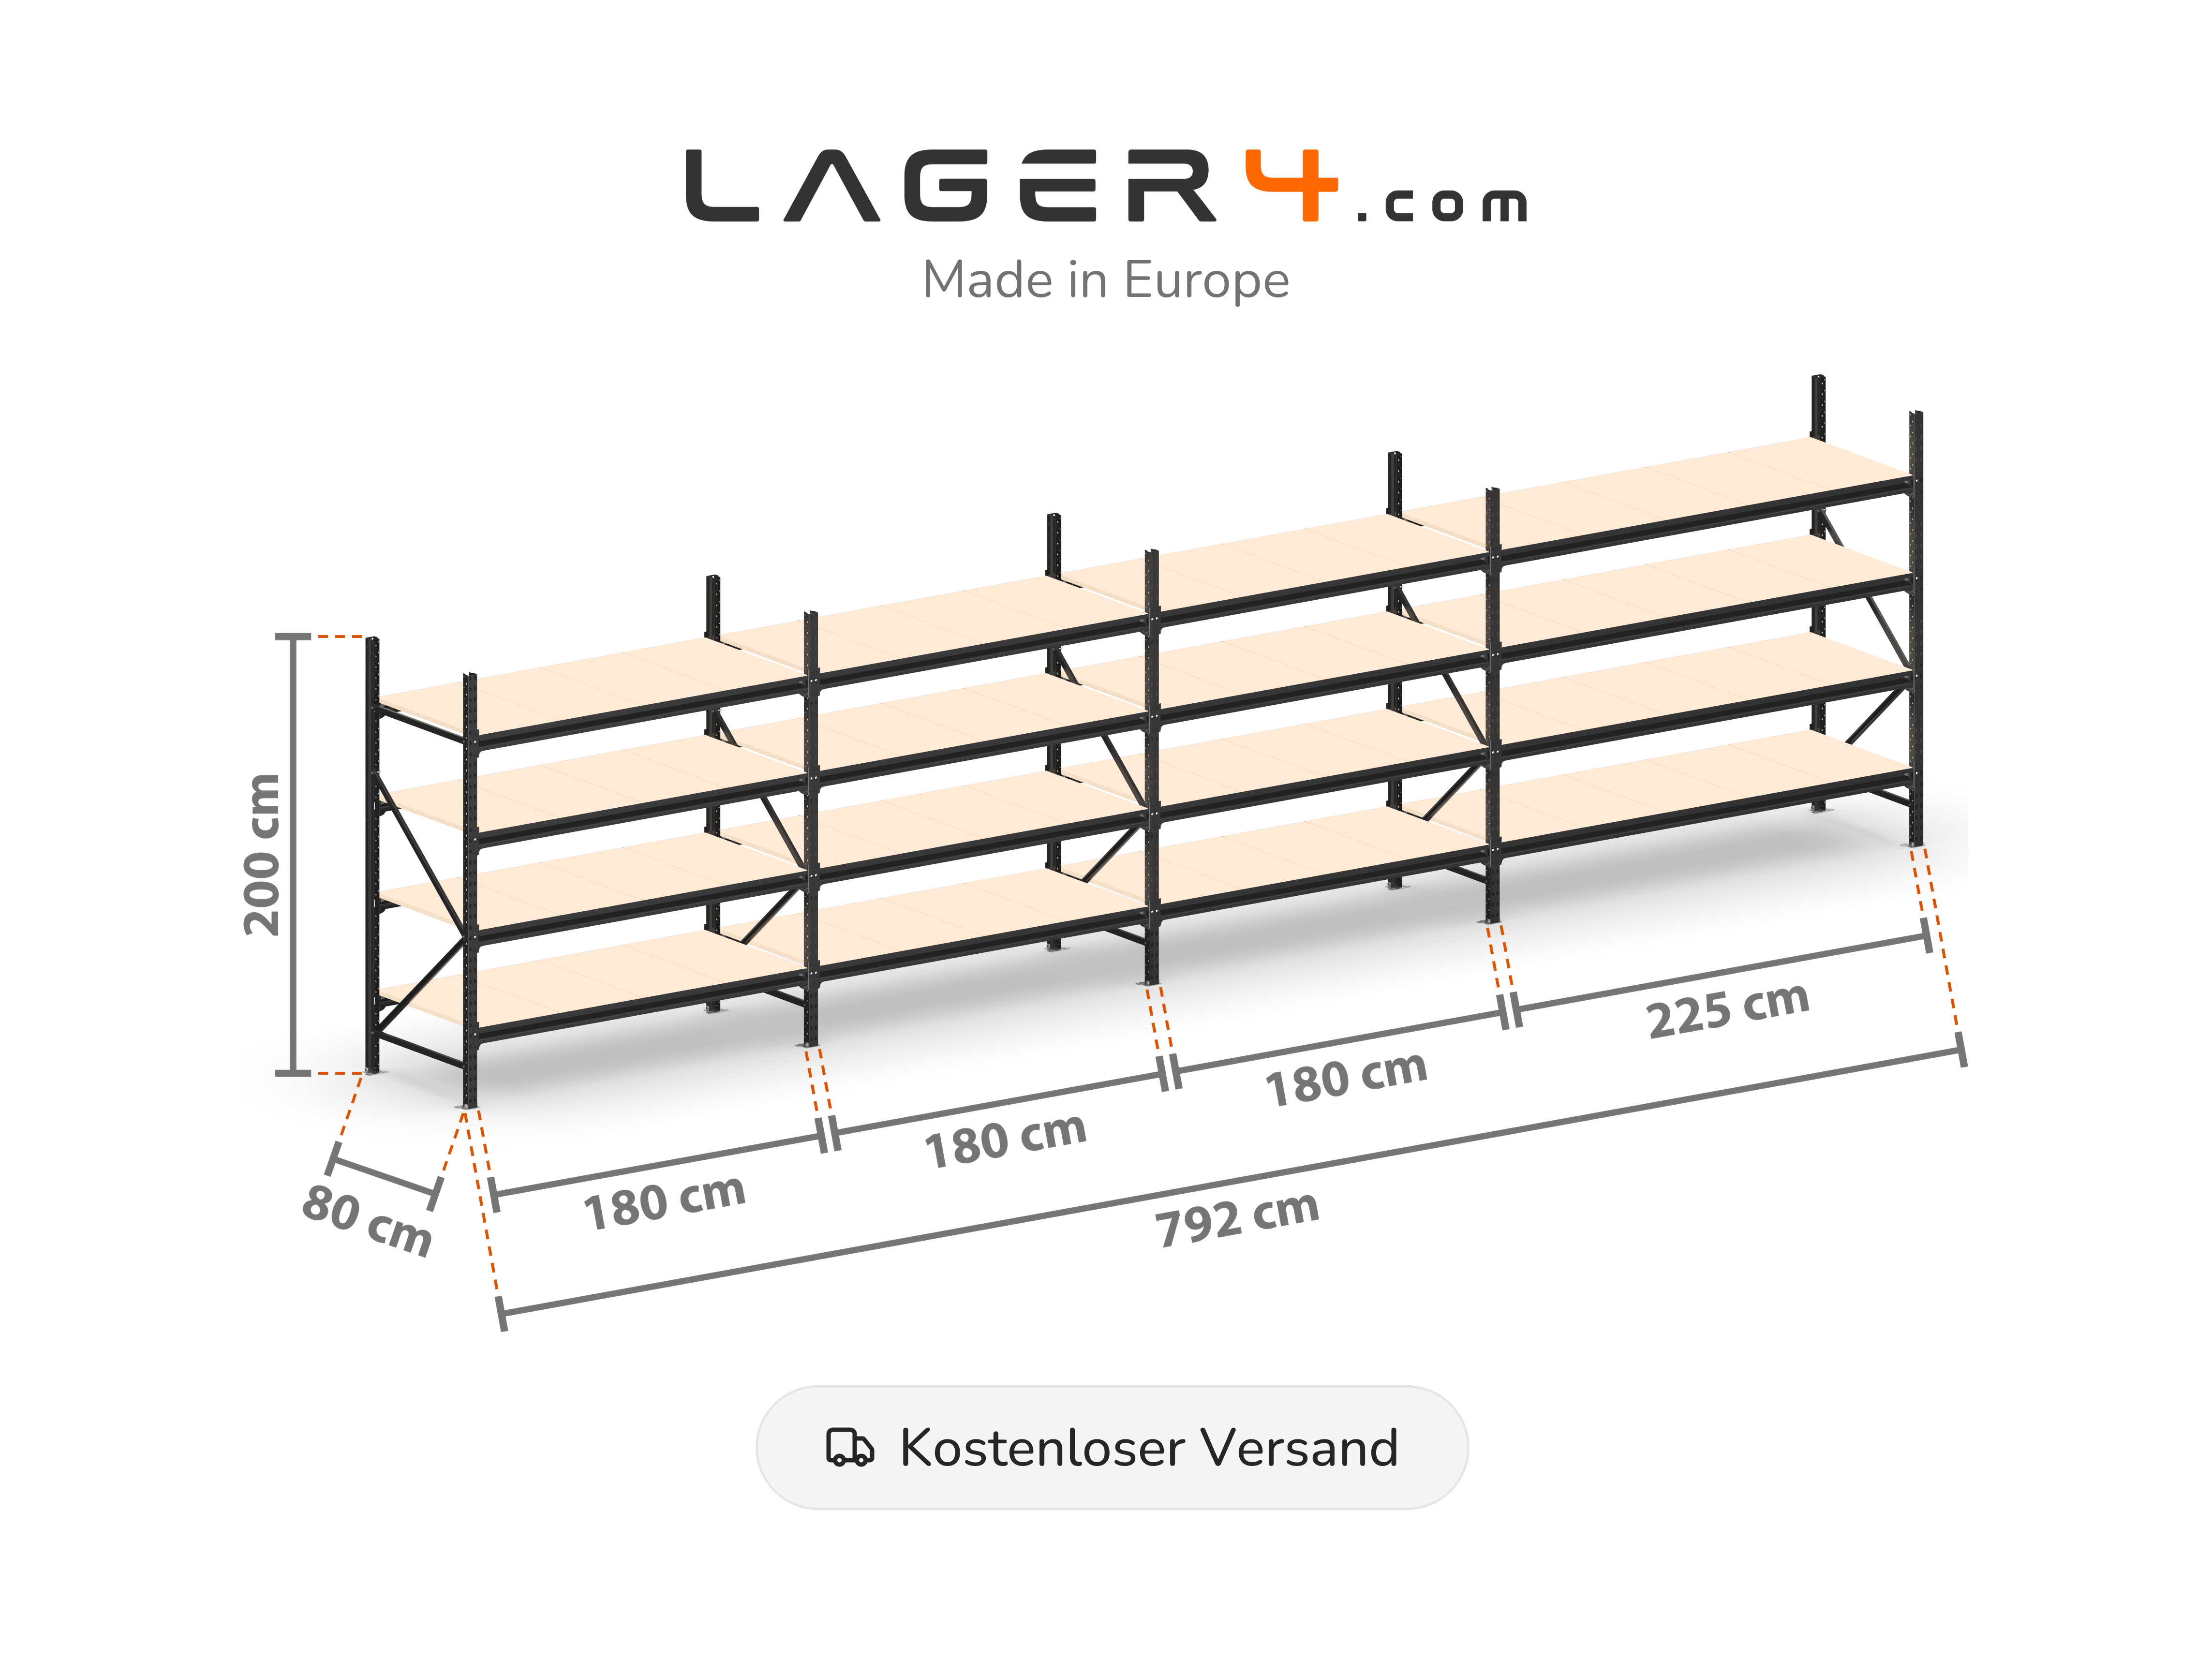 LAGER4.com
Made in Europe
200 cm
80 cm
180 cm
180 cm
180 cm
225 cm
792 cm
Kostenloser Versand